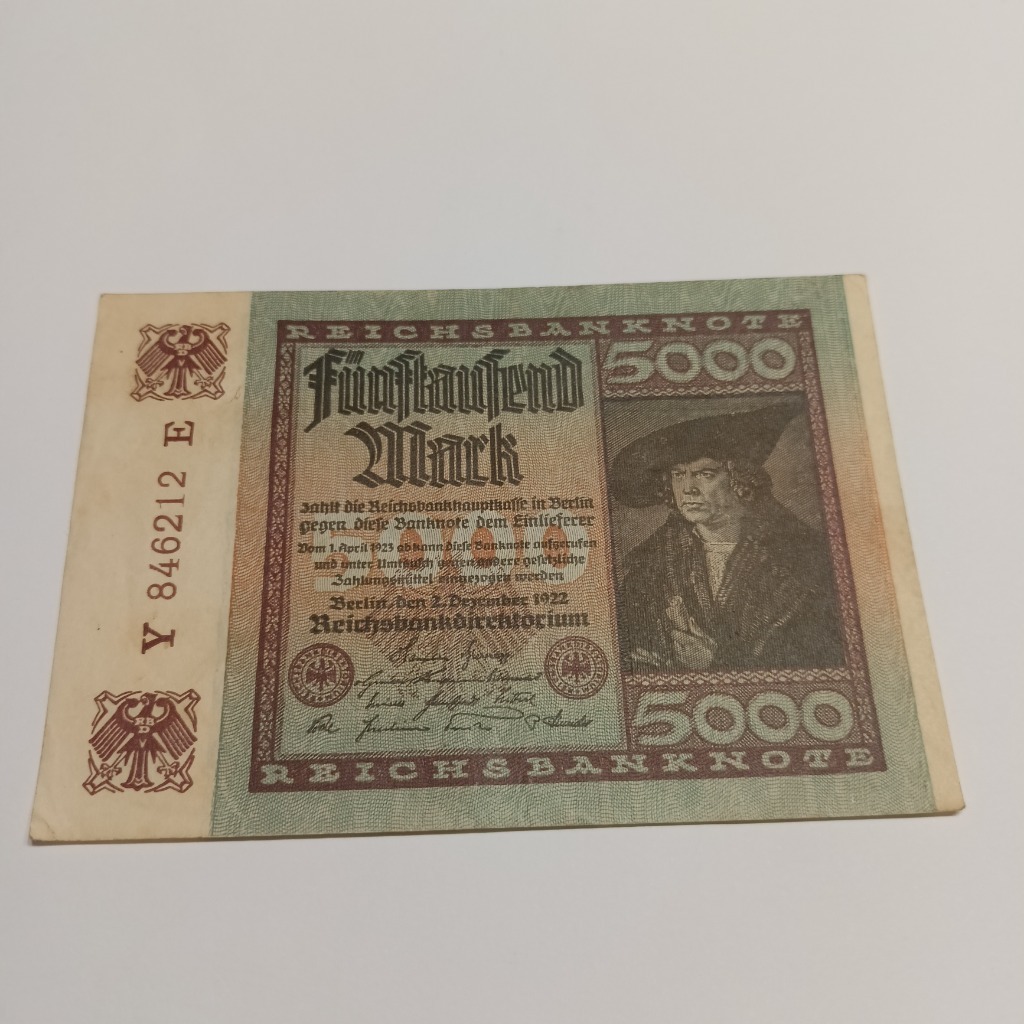 REICHSBANKNOTE
5000
Fünftausend
Mark
zahlt die Reichsbankhauptkasse in Berlin
gegen diese Banknote dem Einlieferer
5000
Vom 1. April 1923 ab kann diese Banknote aufgerufen
und unter Umtausch gegen andere gesetzliche
Zahlungsmittel eingezogen werden
Berlin, den 2. Dezember 1922
Reichsbankdirektorium
5000
REICHSBANKNOTE
Y 846212 E
RBD